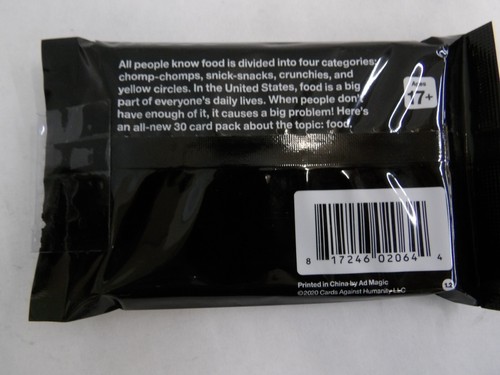 All people know food is divided into four categories:
chomp-chomps, snick-snacks, crunchies, and
yellow circles. In the United States, food is a big
part of everyone's daily lives. When people don't
have enough of it, it causes a big problem! Here's
an all-new 30 card pack about the topic: food.
Ages
17+
8 17246 02064 4
Printed in China by Ad Magic
©2020 Cards Against Humanity LLC
1.2